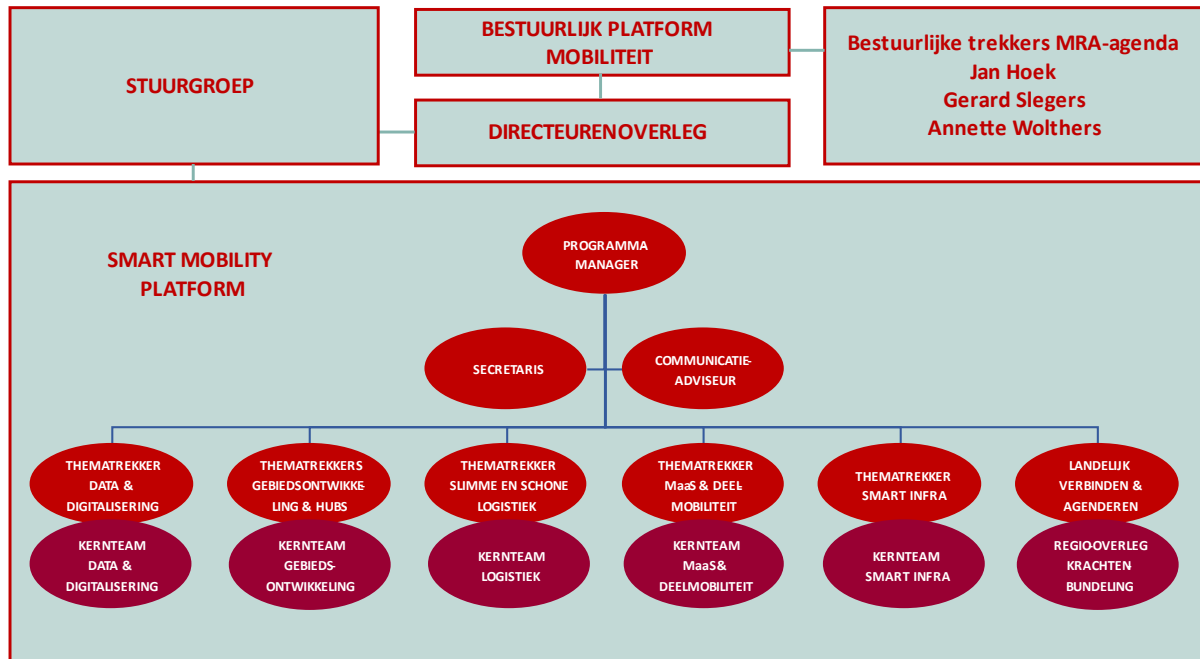 STUURGROEP
BESTUURLIJK PLATFORM
MOBILITEIT
DIRECTEURENOVERLEG
Bestuurlijke trekkers MRA-agenda
Jan Hoek
Gerard Slegers
Annette Wolthers
SMART MOBILITY
PLATFORM
PROGRAMMA
MANAGER
SECRETARIS
COMMUNICATIE-
ADVISEUR
THEMATREKKER
DATA &
DIGITALISERING
THEMATREKKERS
GEBIEDSONTWIKKE-
LING & HUBS
THEMATREKKER
SLIMME EN SCHONE
LOGISTIEK
THEMATREKKER
MaaS & DEEL-
MOBILITEIT
THEMATREKKER
SMART INFRA
LANDELIJK
VERBINDEN &
AGENDEREN
KERNTEAM
DATA &
DIGITALISERING
KERNTEAM
GEBIEDS-
ONTWIKKELING
KERNTEAM
LOGISTIEK
KERNTEAM
MaaS &
DEELMOBILITEIT
KERNTEAM
SMART INFRA
REGIO-OVERLEG
KRACHTEN-
BUNDELING